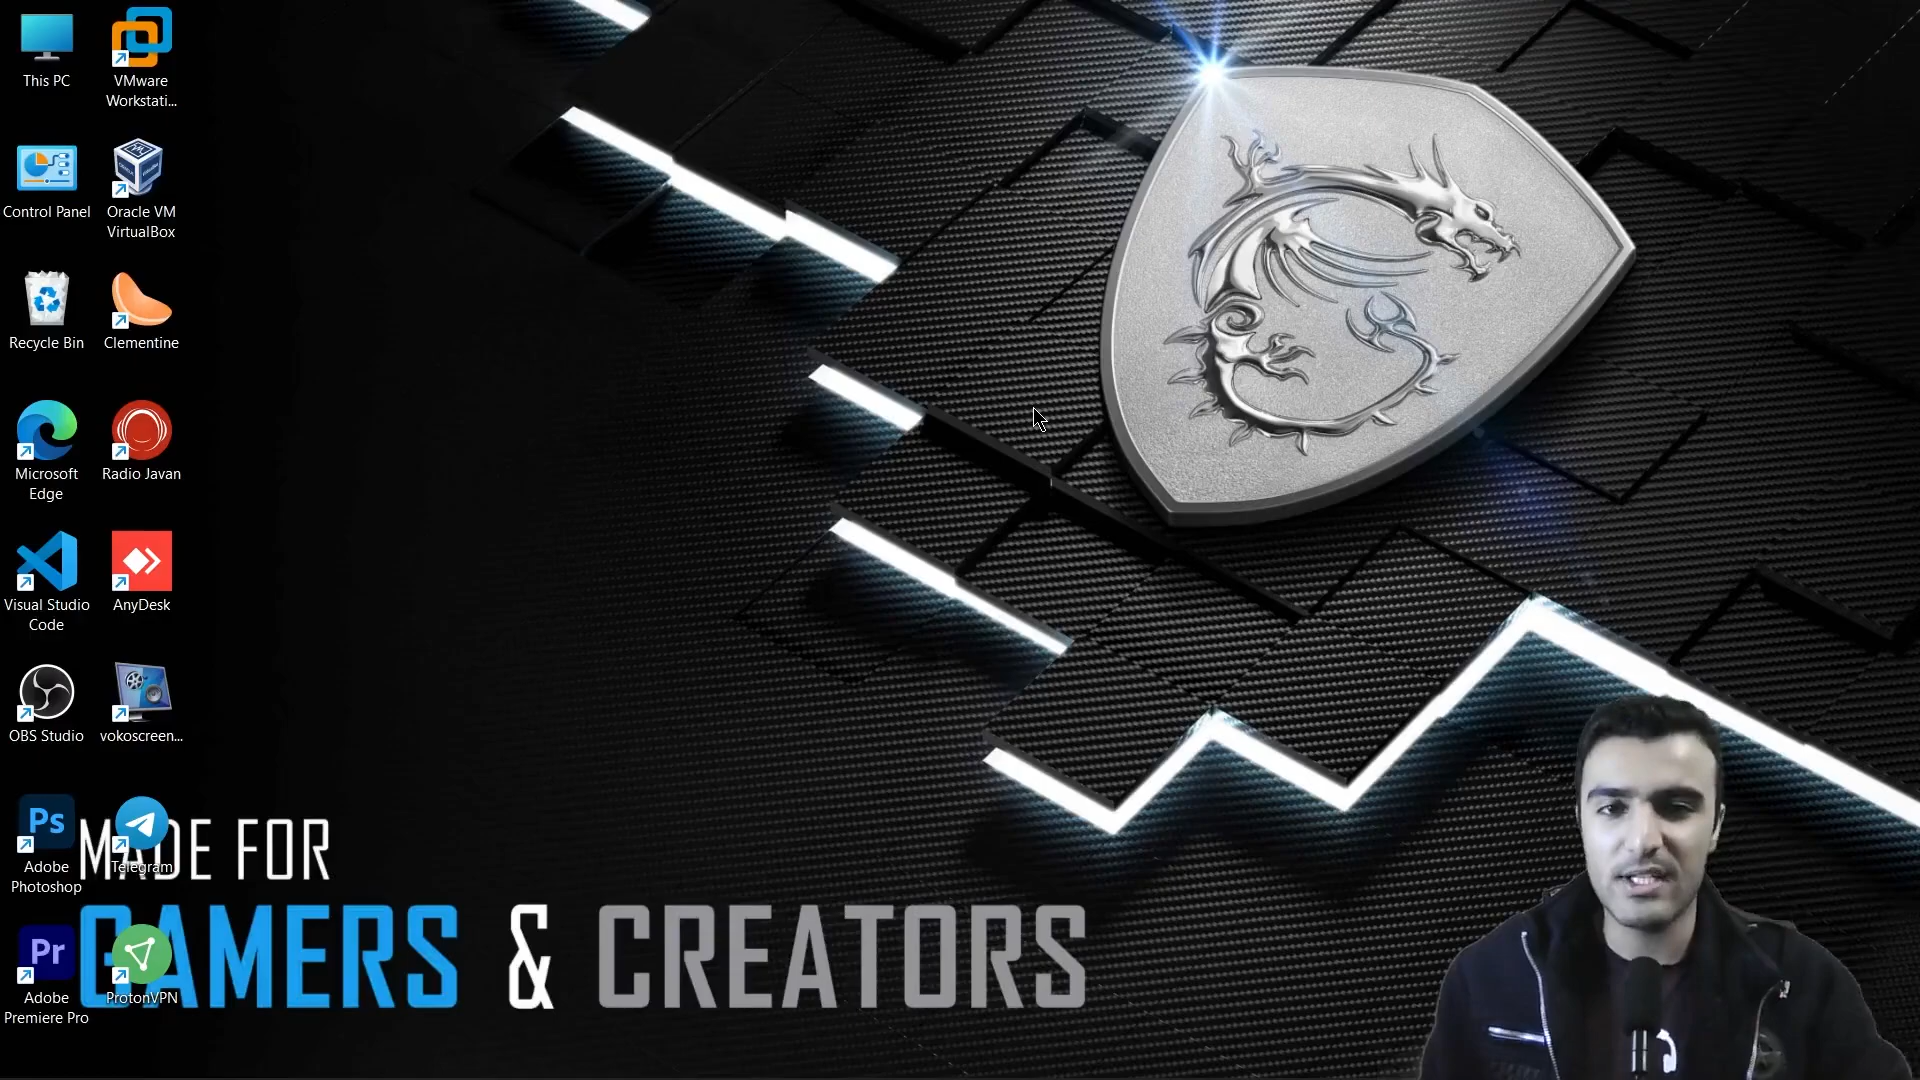 This PC
VMware
Workstati...
Control Panel
Oracle VM
VirtualBox
Recycle Bin
Clementine
Microsoft
Edge
Radio Javan
Visual Studio
Code
AnyDesk
OBS Studio
vokoscreen...
Ps
Adobe
Photoshop
Telegram
Pr
Adobe
Premiere Pro
ProtonVPN
MADE FOR
GAMERS & CREATORS